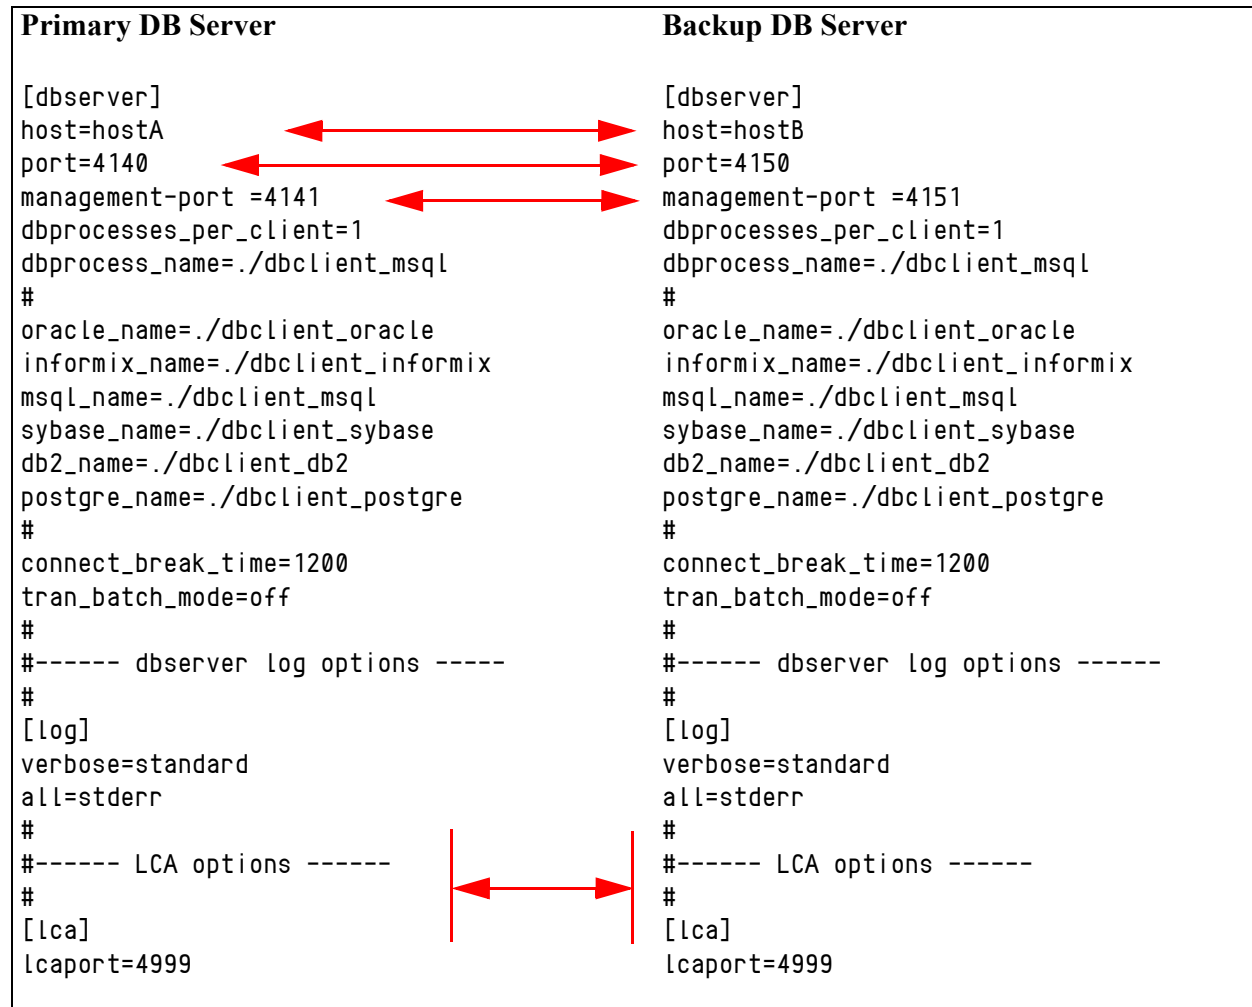 Primary DB Server
[dbserver]
host=hostA
port=4140
management-port =4141
dbprocesses_per_client=1
dbprocess_name=./dbclient_msql
#
oracle_name=./dbclient_oracle
informix_name=./dbclient_informix
msql_name=./dbclient_msql
sybase_name=./dbclient_sybase
db2_name=./dbclient_db2
postgre_name=./dbclient_postgre
#
connect_break_time=1200
tran_batch_mode=off
#
#------ dbserver log options -----
#
[log]
verbose=standard
all=stderr
#
#------ LCA options ------
#
[lca]
lcaport=4999
Backup DB Server
[dbserver]
host=hostB
port=4150
management-port =4151
dbprocesses_per_client=1
dbprocess_name=./dbclient_msql
#
oracle_name=./dbclient_oracle
informix_name=./dbclient_informix
msql_name=./dbclient_msql
sybase_name=./dbclient_sybase
db2_name=./dbclient_db2
postgre_name=./dbclient_postgre
#
connect_break_time=1200
tran_batch_mode=off
#
#------ dbserver log options ------
#
[log]
verbose=standard
all=stderr
#
#------ LCA options ------
#
[lca]
lcaport=4999